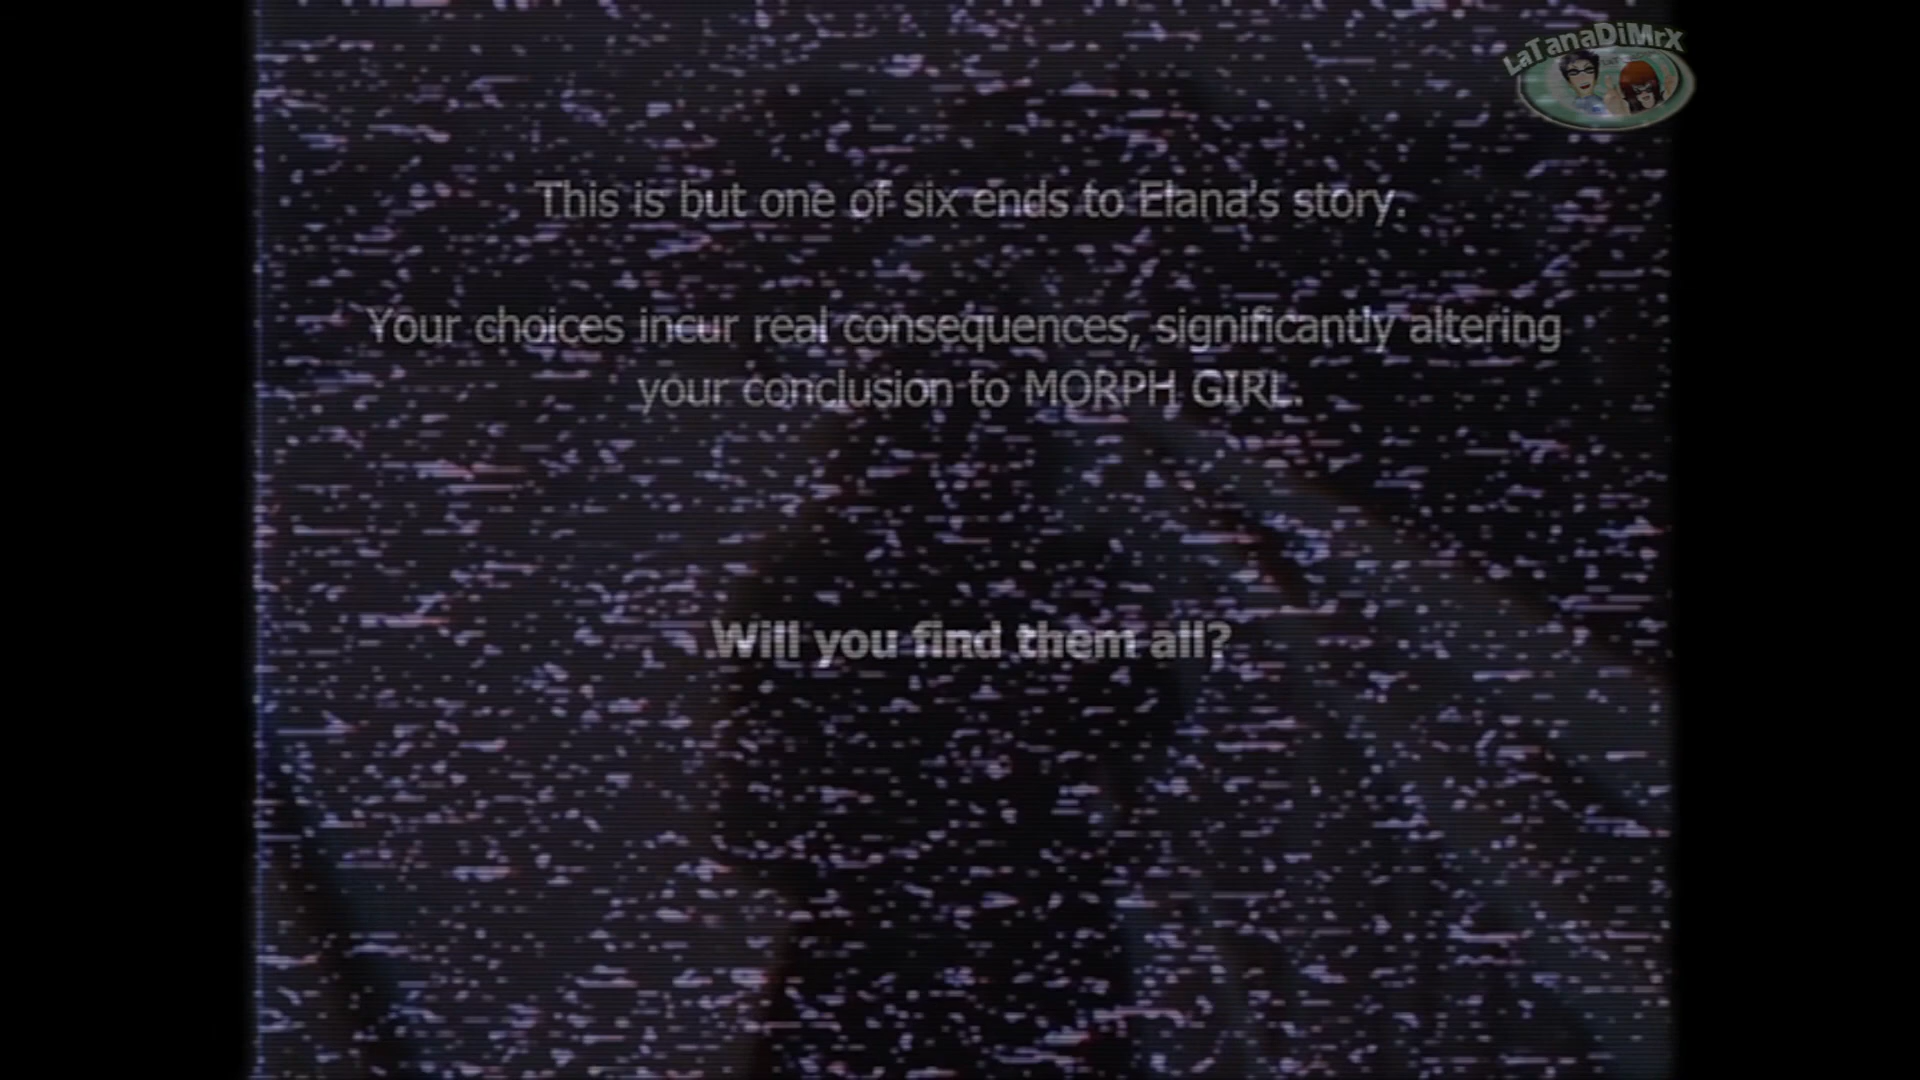 LaTanaDiMrX
This is but one of six ends to Elana's story.
Your choices incur real consequences, significantly altering
your conclusion to MORPH GIRL.
Will you find them all?